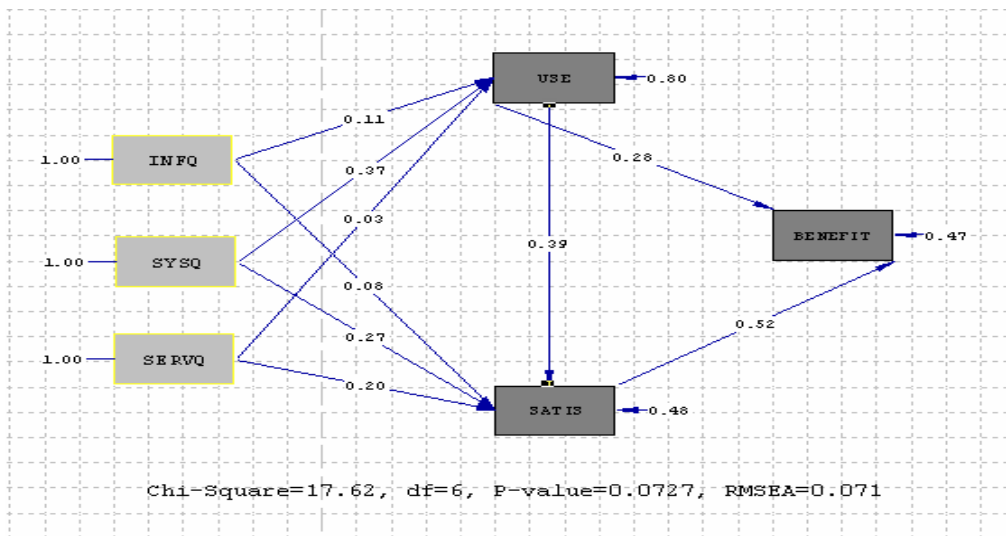 USE
0.80
0.11
1.00
INFQ
0.28
0.37
0.03
BENEFIT
0.47
0.39
1.00
SYSQ
0.08
0.52
0.27
1.00
SERVQ
0.20
SATIS
0.48
Chi-Square=17.62, df=6, P-value=0.0727, RMSEA=0.071